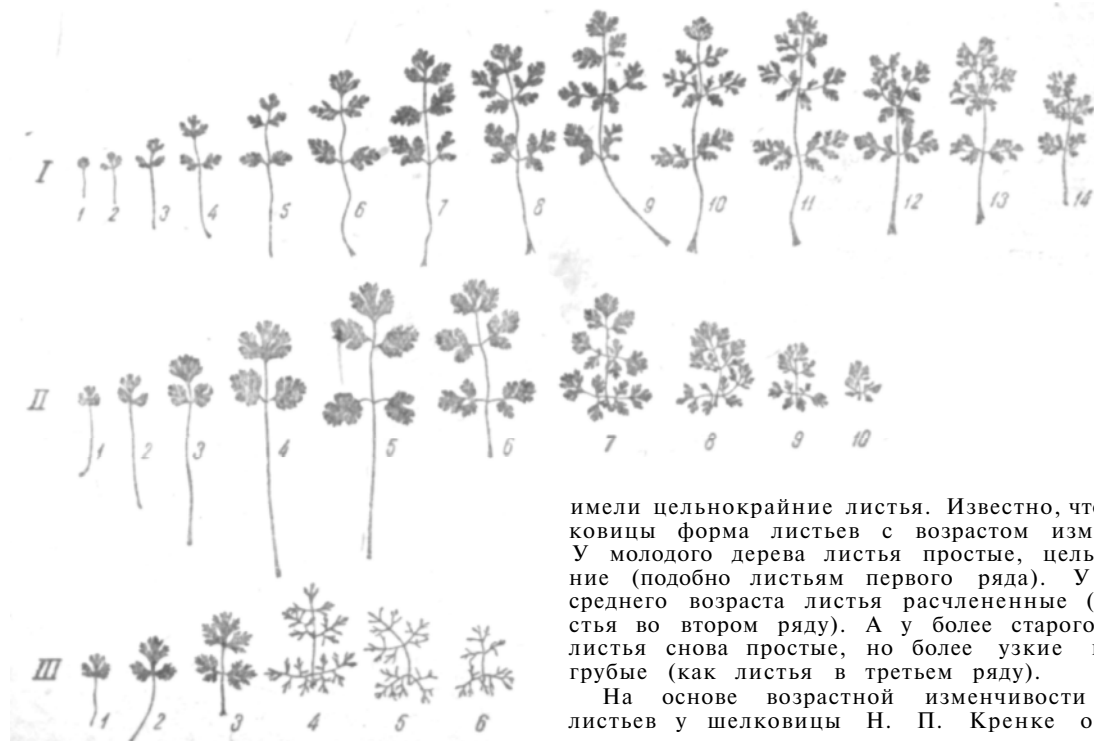 I
1 2 3 4 5 6 7 8 9 10 11 12 13 14
II
1 2 3 4 5 6 7 8 9 10
III
1 2 3 4 5 6
имели цельнокрайние листья. Известно, что
ковицы форма листьев с возрастом изм
У молодого дерева листья простые, цель
ние (подобно листьям первого ряда). У
среднего возраста листья расчлененные (
стья во втором ряду). А у более старого
листья снова простые, но более узкие
грубые (как листья в третьем ряду).
На основе возрастной изменчивости
листьев у шелковицы Н. П. Кренке о